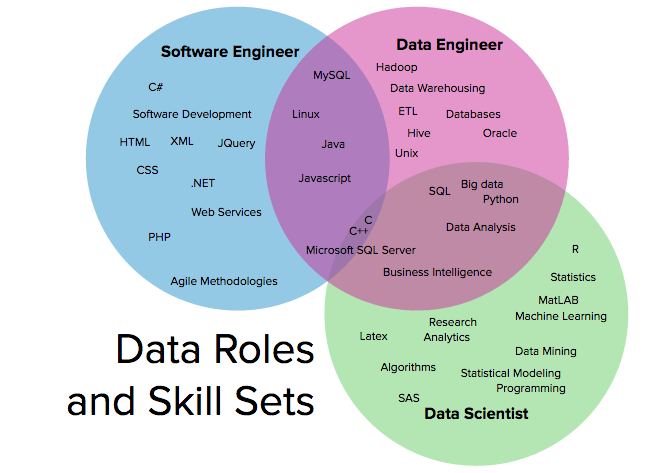 Software Engineer
Data Engineer
C#
Software Development
HTML
XML
JQuery
CSS
.NET
Web Services
PHP
Agile Methodologies
MySQL
Linux
Java
Javascript
C
C++
Microsoft SQL Server
Hadoop
Data Warehousing
ETL
Databases
Hive
Oracle
Unix
SQL
Big data
Python
Data Analysis
Business Intelligence
R
Statistics
MatLAB
Machine Learning
Research
Latex
Analytics
Data Mining
Algorithms
Statistical Modeling
Programming
SAS
Data Scientist
Data Roles
and Skill Sets